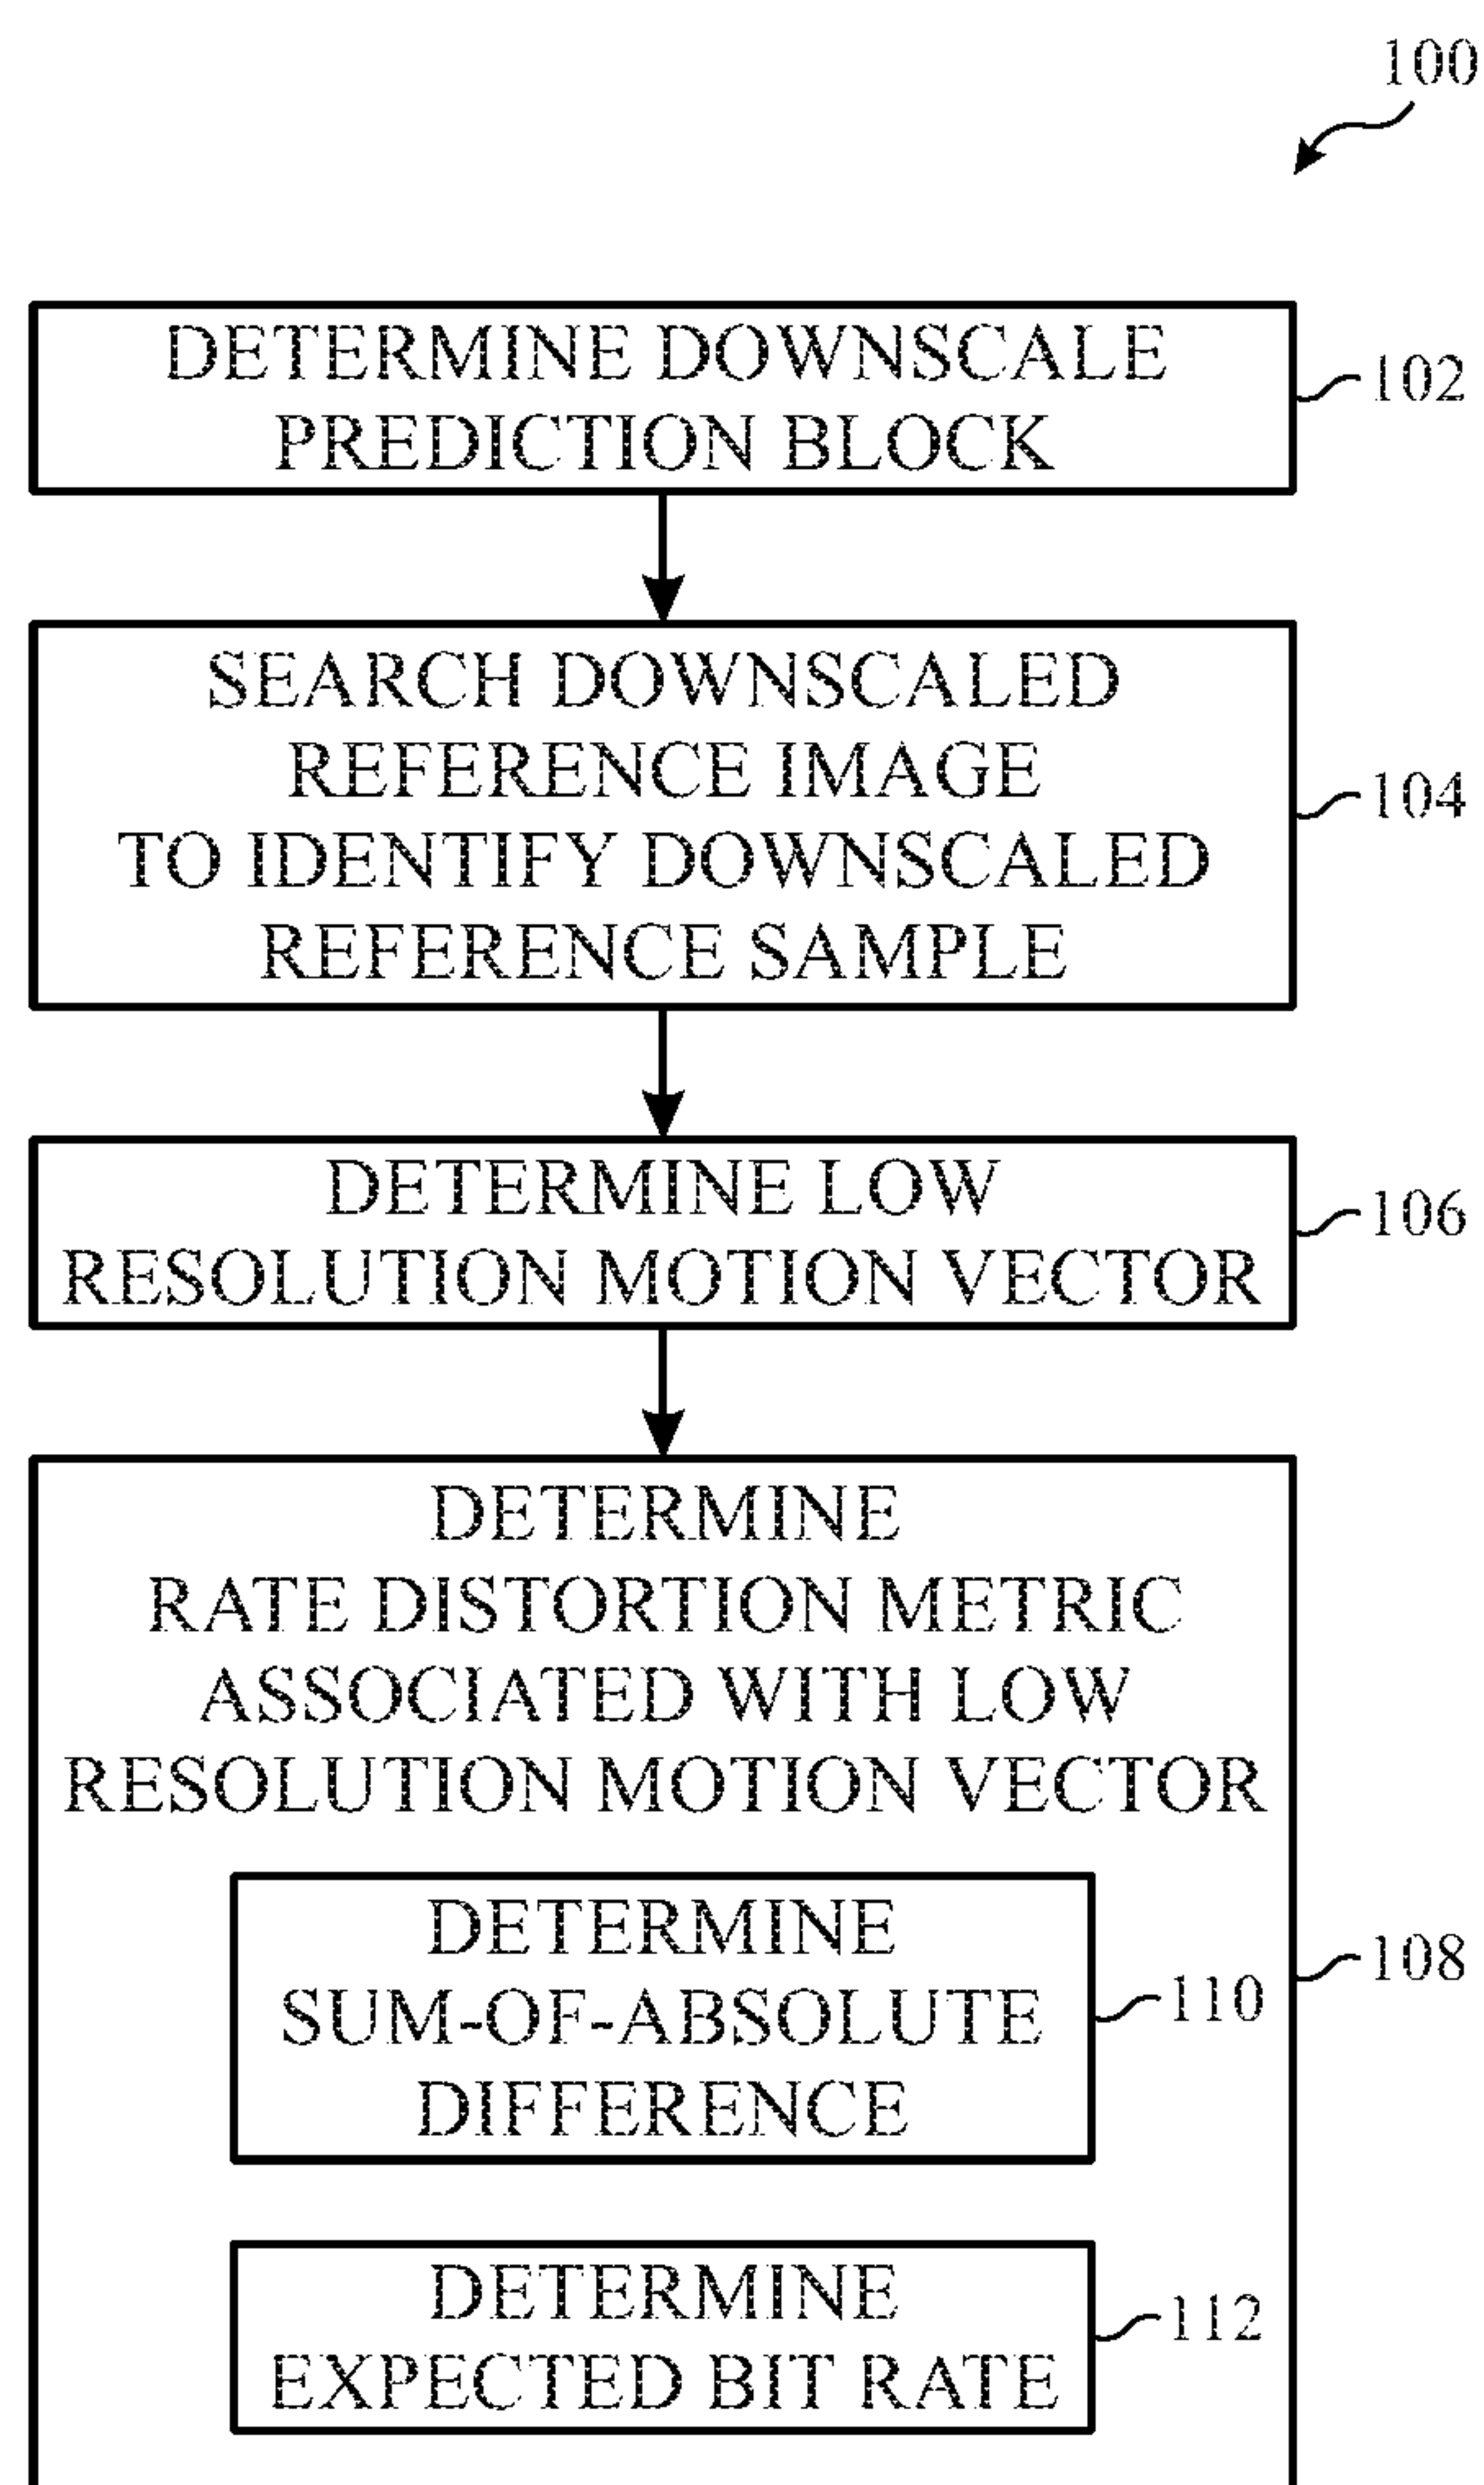 100
DETERMINE DOWNSCALE
PREDICTION BLOCK
102
SEARCH DOWNSCALED
REFERENCE IMAGE
TO IDENTIFY DOWNSCALED
REFERENCE SAMPLE
104
DETERMINE LOW
RESOLUTION MOTION VECTOR
106
DETERMINE
RATE DISTORTION METRIC
ASSOCIATED WITH LOW
RESOLUTION MOTION VECTOR
108
DETERMINE
SUM-OF-ABSOLUTE
DIFFERENCE
110
DETERMINE
EXPECTED BIT RATE
112